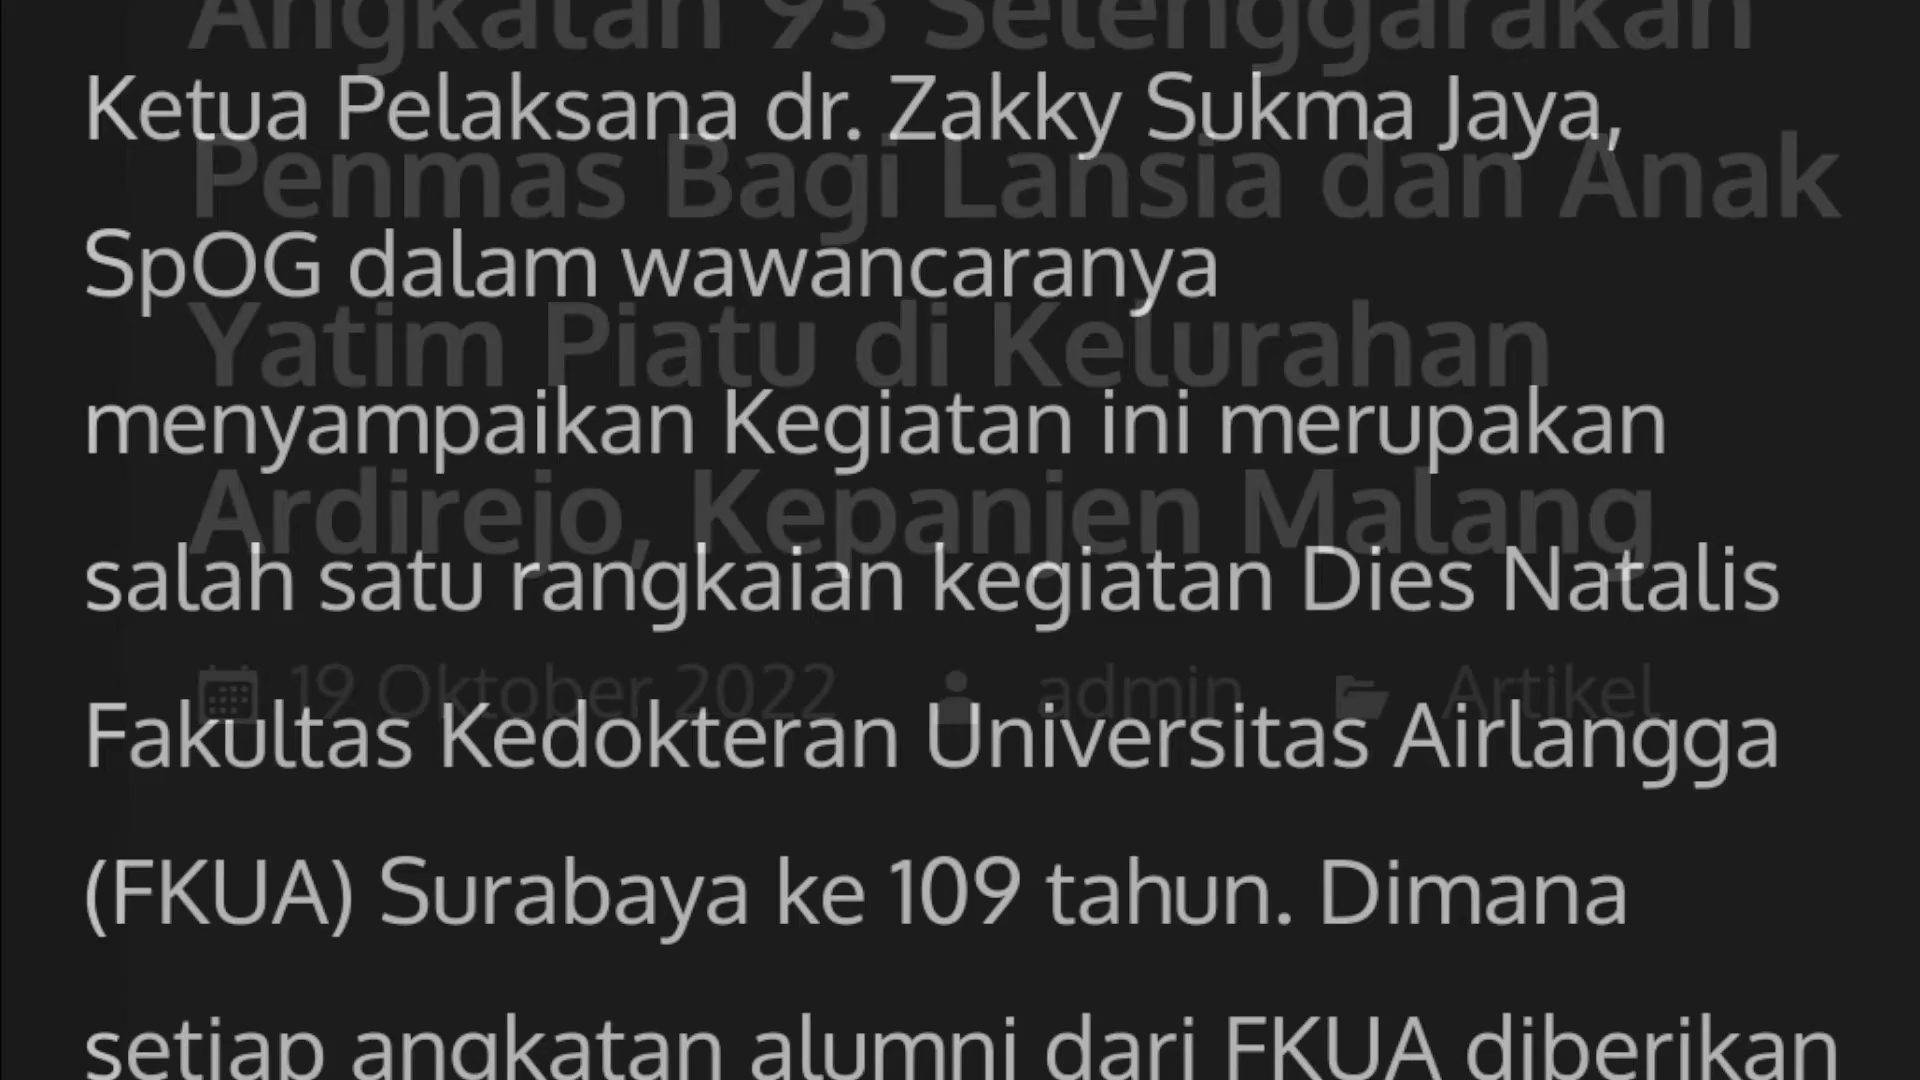 Angkatan 93 Selenggarakan
Ketua Pelaksana dr. Zakky Sukma Jaya,
Penmas Bagi Lansia dan Anak
SpOG dalam wawancaranya
Yatim Piatu di Kelurahan
menyampaikan Kegiatan ini merupakan
Ardirejo, Kepanjen Malang
salah satu rangkaian kegiatan Dies Natalis
19 Oktober 2022 admin Artikel
Fakultas Kedokteran Universitas Airlangga
(FKUA) Surabaya ke 109 tahun. Dimana
setiap angkatan alumni dari FKUA diberikan